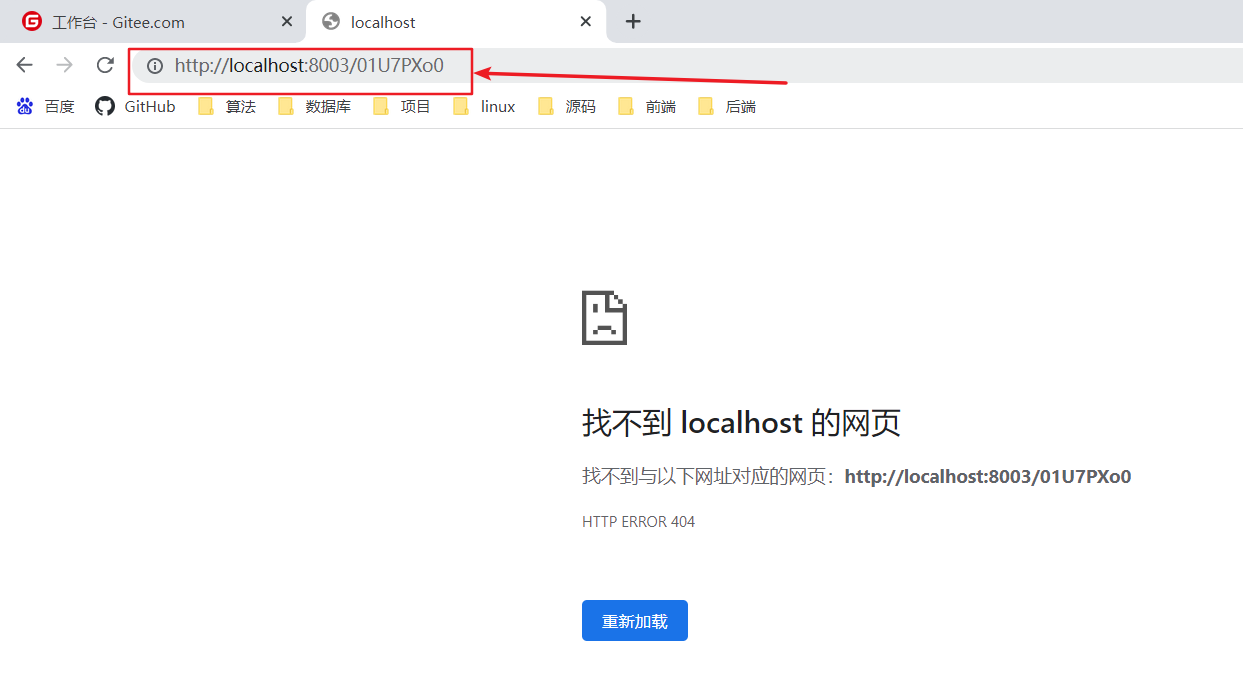 工作台 - Gitee.com
localhost
http://localhost:8003/01U7PXo0
百度
GitHub
算法
数据库
项目
linux
源码
前端
后端
找不到 localhost 的网页
找不到与以下网址对应的网页：http://localhost:8003/01U7PXo0
HTTP ERROR 404
重新加载